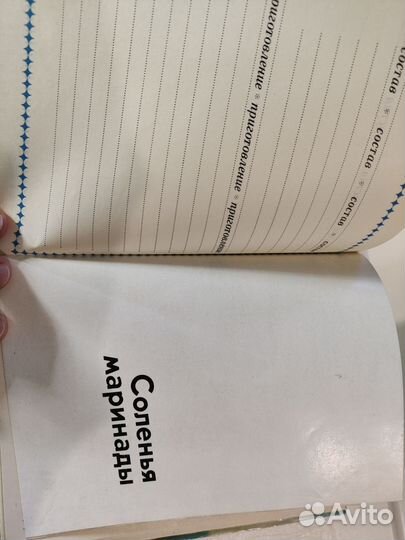 состав ❋ состав ❋ состав ❋
приготовление ❋ приготовление ❋ приготовление
Соленья
маринады
Avito